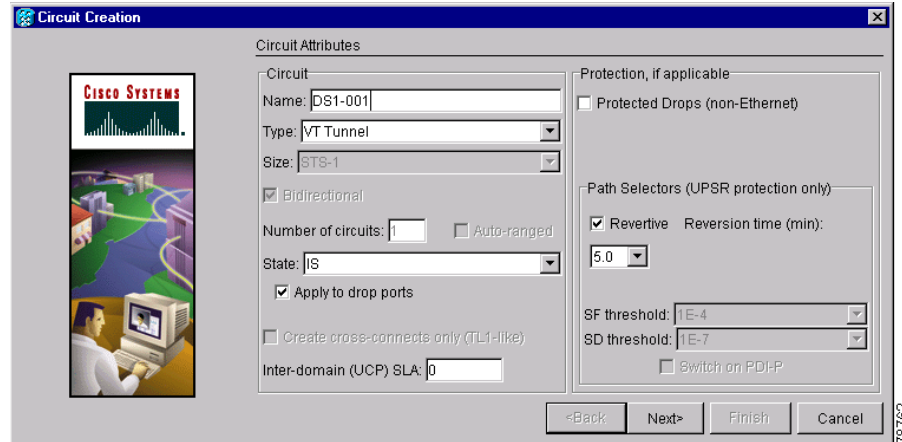 Circuit Creation
Circuit Attributes
CISCO SYSTEMS
Circuit
Name: DS1-001
Type: VT Tunnel
Size: STS-1
Bidirectional
Number of circuits: 1 Auto-ranged
State: IS
Apply to drop ports
Create cross-connects only (TL1-like)
Inter-domain (UCP) SLA: 0
Protection, if applicable
Protected Drops (non-Ethernet)
Path Selectors (UPSR protection only)
Revertive Reversion time (min):
5.0
SF threshold: 1E-4
SD threshold: 1E-7
Switch on PDI-P
<Back Next> Finish Cancel
78762